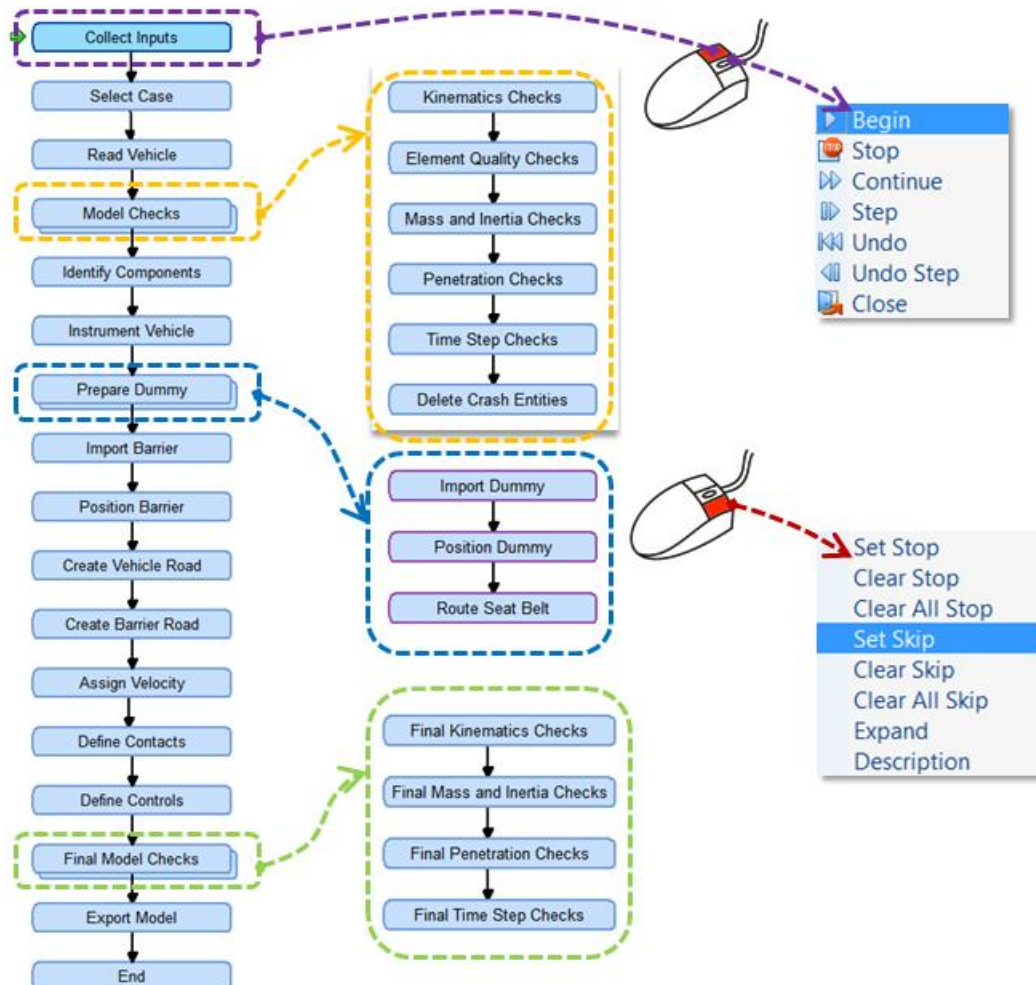 Collect Inputs
Select Case
Read Vehicle
Model Checks
Identify Components
Instrument Vehicle
Prepare Dummy
Import Barrier
Position Barrier
Create Vehicle Road
Create Barrier Road
Assign Velocity
Define Contacts
Define Controls
Final Model Checks
Export Model
End
Kinematics Checks
Element Quality Checks
Mass and Inertia Checks
Penetration Checks
Time Step Checks
Delete Crash Entities
Import Dummy
Position Dummy
Route Seat Belt
Final Kinematics Checks
Final Mass and Inertia Checks
Final Penetration Checks
Final Time Step Checks
Begin
Stop
Continue
Step
Undo
Undo Step
Close
Set Stop
Clear Stop
Clear All Stop
Set Skip
Clear Skip
Clear All Skip
Expand
Description